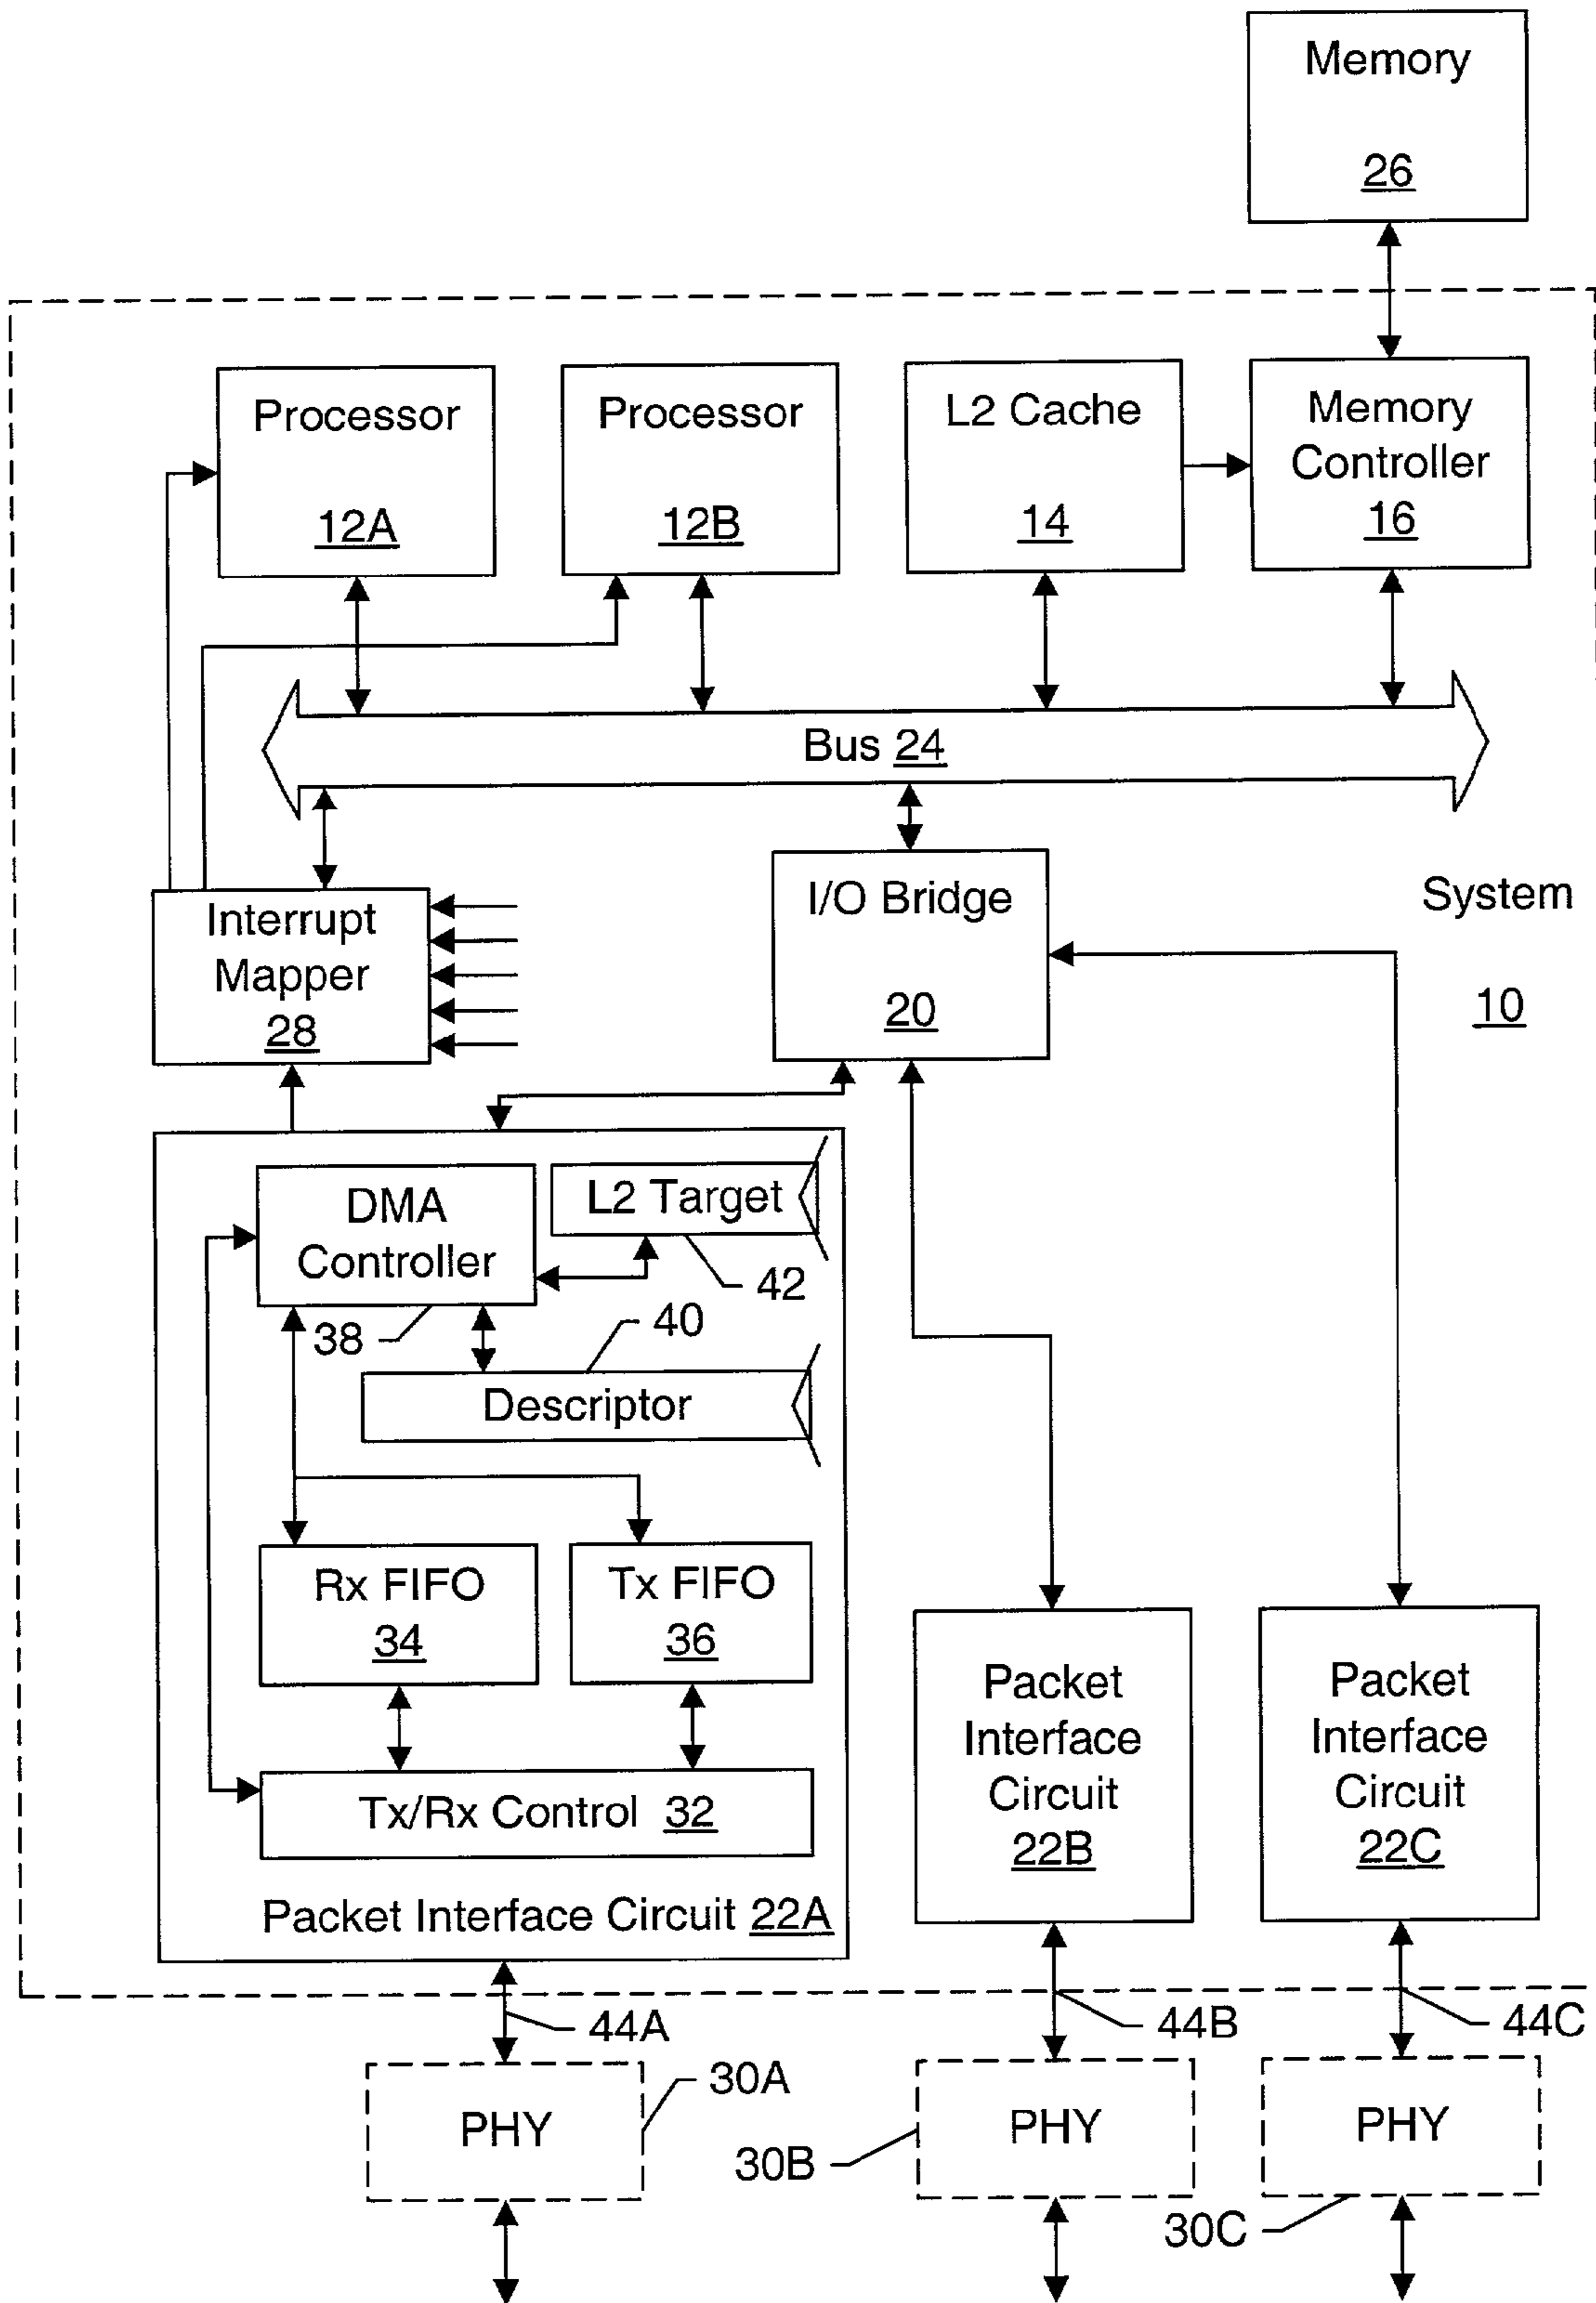 Memory
26
Processor
12A
Processor
12B
L2 Cache
14
Memory
Controller
16
Bus 24
Interrupt
Mapper
28
I/O Bridge
20
System
10
DMA
Controller
38
L2 Target
42
40
Descriptor
Rx FIFO
34
Tx FIFO
36
Tx/Rx Control 32
Packet Interface Circuit 22A
Packet
Interface
Circuit
22B
Packet
Interface
Circuit
22C
44A
44B
44C
PHY
30A
PHY
30B
PHY
30C